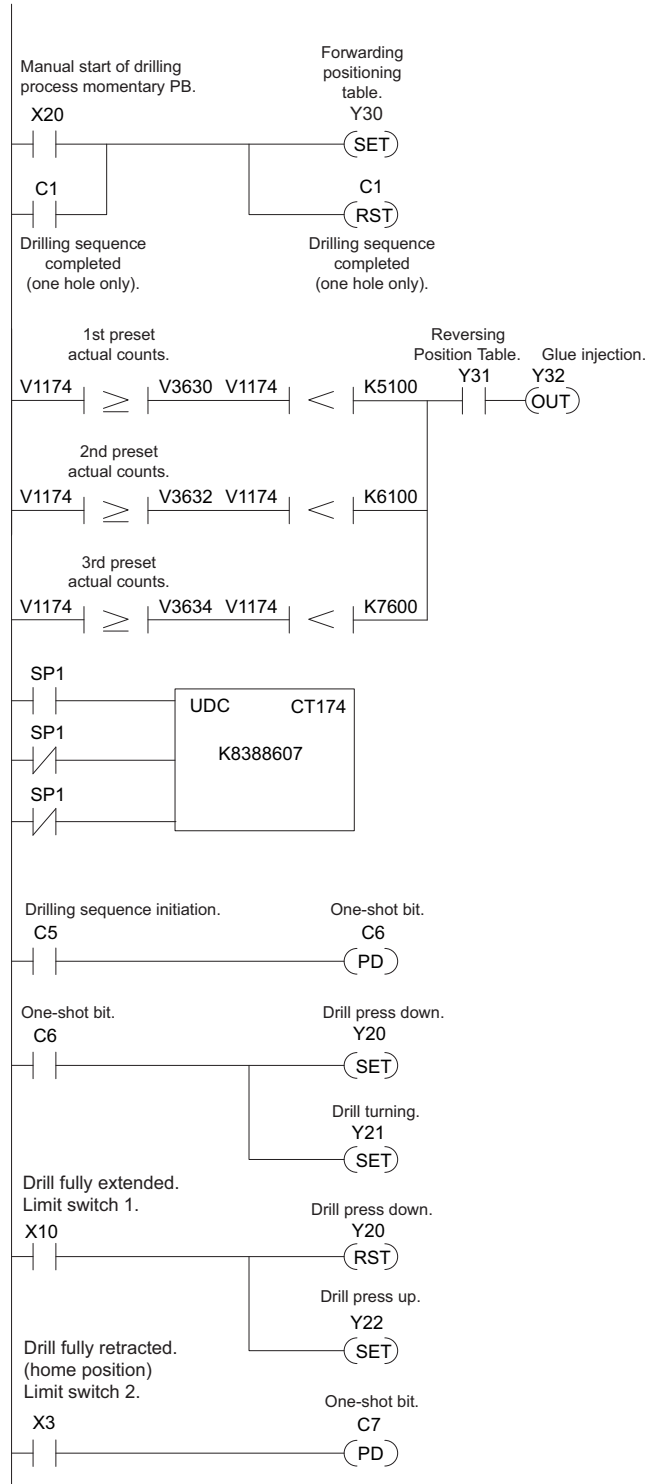 Manual start of drilling
process momentary PB.
X20
Forwarding
positioning
table.
Y30
SET
C1
Drilling sequence
completed
(one hole only).
C1
RST
Drilling sequence
completed
(one hole only).
1st preset
actual counts.
Reversing
Position Table.
Y31
Glue injection.
Y32
V1174 ≥ V3630 V1174 < K5100
OUT
2nd preset
actual counts.
V1174 ≥ V3632 V1174 < K6100
3rd preset
actual counts.
V1174 ≥ V3634 V1174 < K7600
SP1
UDC CT174
SP1
K8388607
SP1
Drilling sequence initiation.
C5
One-shot bit.
C6
PD
One-shot bit.
C6
Drill press down.
Y20
SET
Drill turning.
Y21
SET
Drill fully extended.
Limit switch 1.
X10
Drill press down.
Y20
RST
Drill press up.
Y22
SET
Drill fully retracted.
(home position)
Limit switch 2.
X3
One-shot bit.
C7
PD